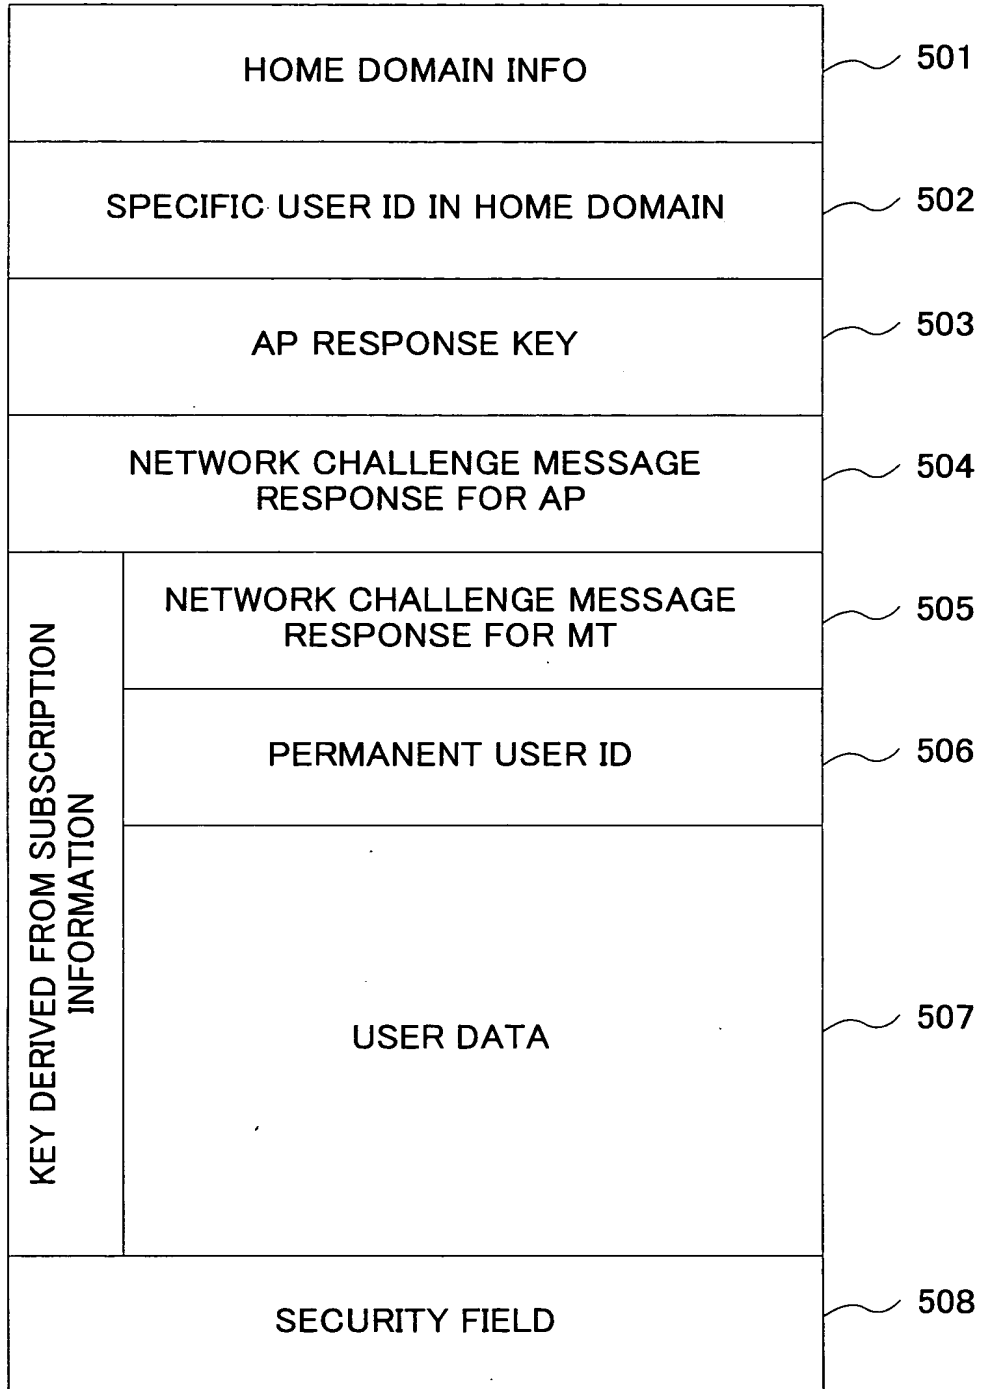 HOME DOMAIN INFO
501
SPECIFIC USER ID IN HOME DOMAIN
502
AP RESPONSE KEY
503
NETWORK CHALLENGE MESSAGE
RESPONSE FOR AP
504
KEY DERIVED FROM SUBSCRIPTION
INFORMATION
NETWORK CHALLENGE MESSAGE
RESPONSE FOR MT
505
PERMANENT USER ID
506
USER DATA
507
SECURITY FIELD
508